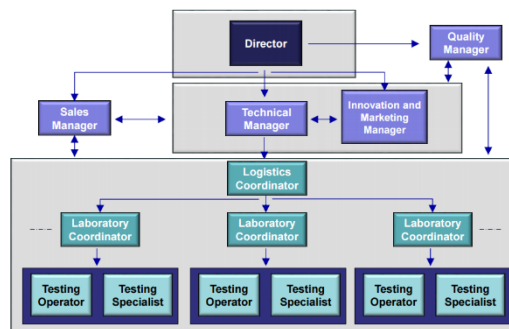 Director
Quality
Manager
Sales
Manager
Technical
Manager
Innovation and
Marketing
Manager
Logistics
Coordinator
Laboratory
Coordinator
Laboratory
Coordinator
Laboratory
Coordinator
Testing
Operator
Testing
Specialist
Testing
Operator
Testing
Specialist
Testing
Operator
Testing
Specialist